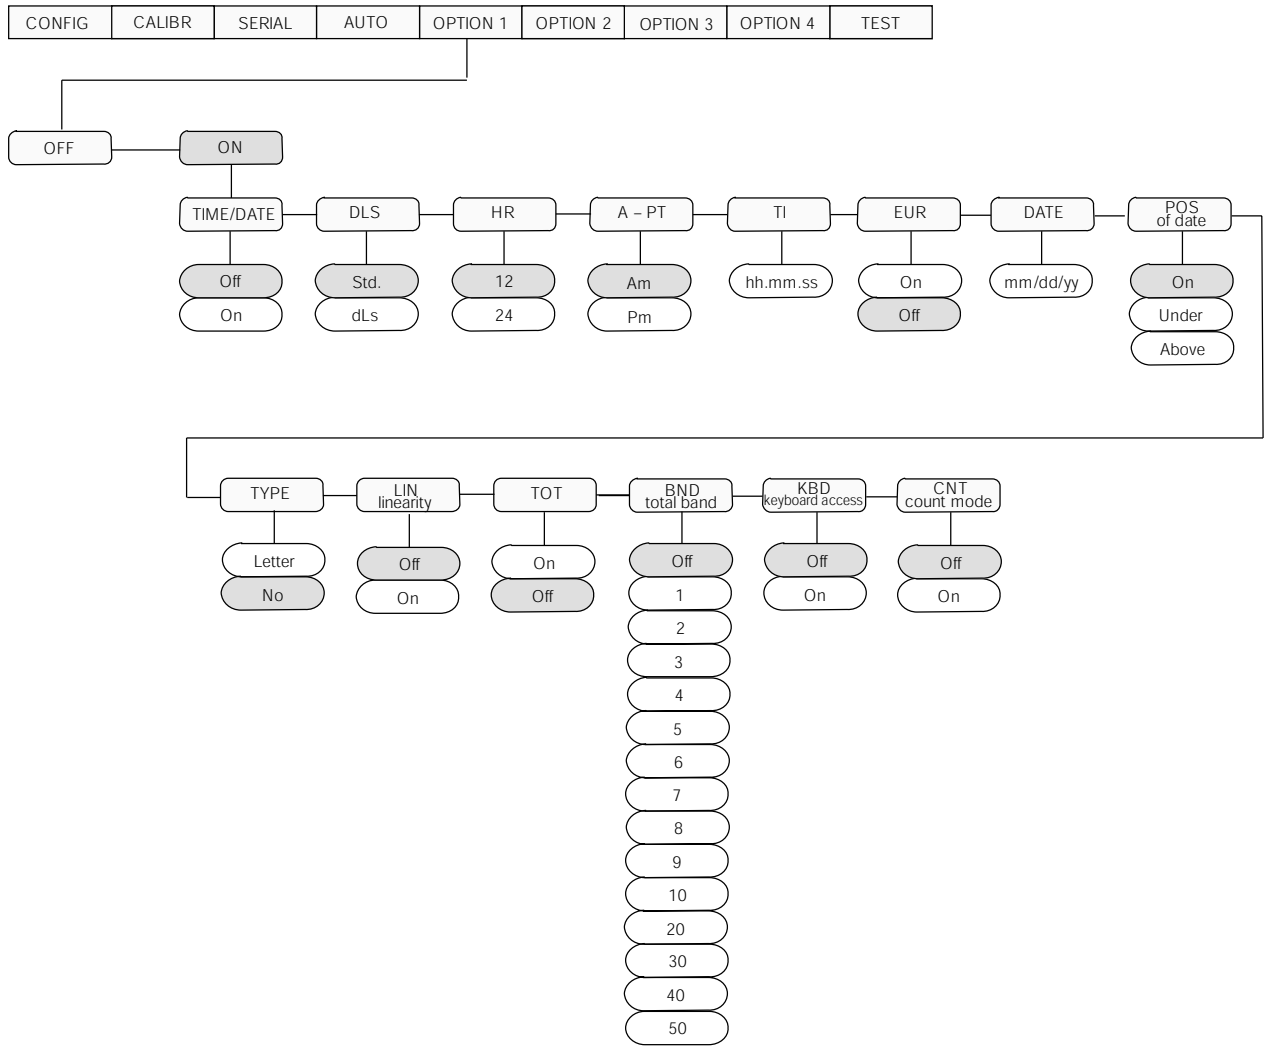 CONFIG CALIBR SERIAL AUTO OPTION 1 OPTION 2 OPTION 3 OPTION 4 TEST
OFF ON
TIME/DATE DLS HR A – PT TI EUR DATE POS
of date
Off Std. 12 Am hh.mm.ss On mm/dd/yy On
On dLs 24 Pm Off Under
Above
TYPE LIN TOT BND KBD CNT
linearity total band keyboard access count mode
Letter Off On Off Off Off
No On Off 1 On On
2
3
4
5
6
7
8
9
10
20
30
40
50